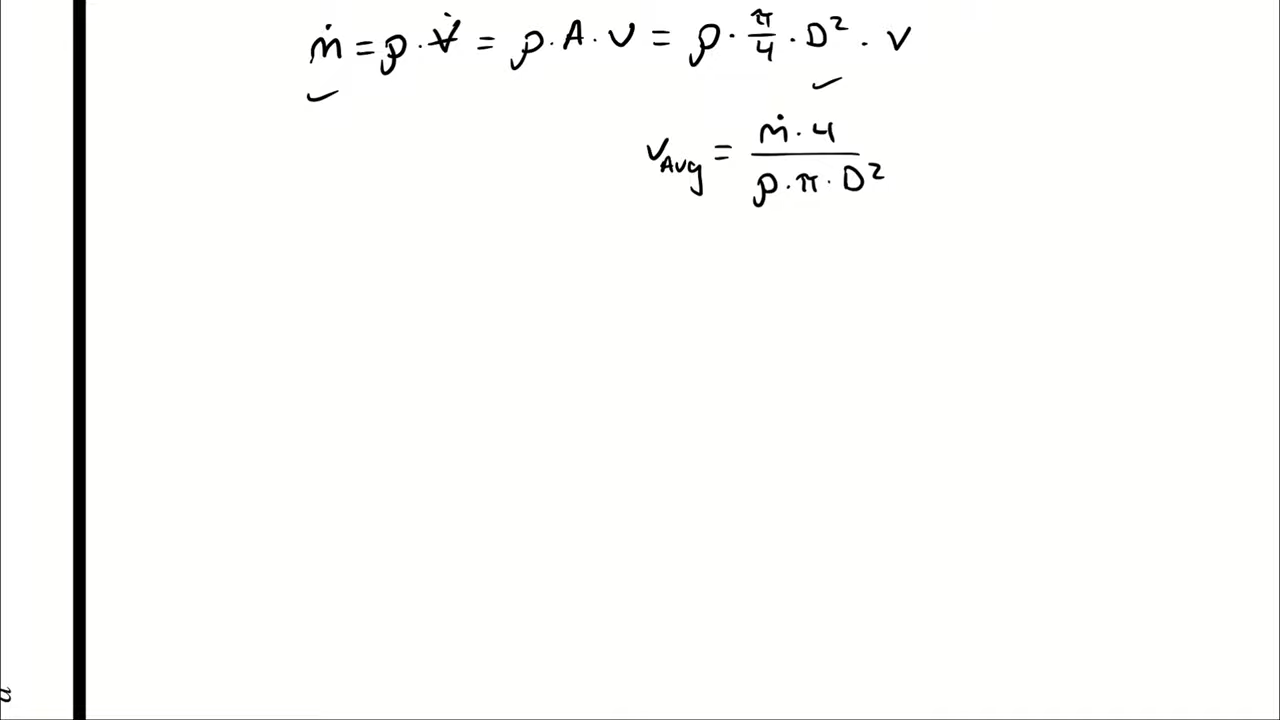 ṁ = ρ · V̶̇ = ρ · A · v = ρ · π/4 · D² · v
v_Avg = (ṁ · 4) / (ρ · π · D²)